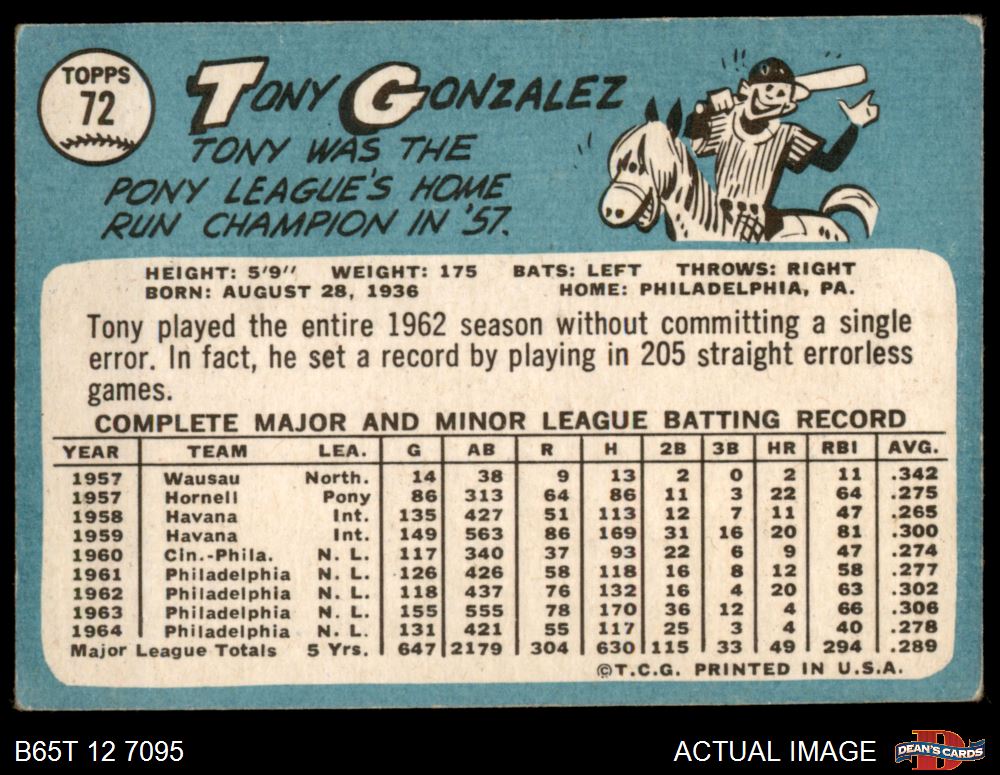 TOPPS
72
TONY GONZALEZ
TONY WAS THE
PONY LEAGUE'S HOME
RUN CHAMPION IN '57.
HEIGHT: 5'9" WEIGHT: 175 BATS: LEFT THROWS: RIGHT
BORN: AUGUST 28, 1936 HOME: PHILADELPHIA, PA.
Tony played the entire 1962 season without committing a single
error. In fact, he set a record by playing in 205 straight errorless
games.
COMPLETE MAJOR AND MINOR LEAGUE BATTING RECORD
YEAR TEAM LEA. G AB R H 2B 3B HR RBI AVG.
1957 Wausau North. 14 38 9 13 2 0 2 11 .342
1957 Hornell Pony 86 313 64 86 11 3 22 64 .275
1958 Havana Int. 135 427 51 113 12 7 11 47 .265
1959 Havana Int. 149 563 86 169 31 16 20 81 .300
1960 Cin.-Phila. N. L. 117 340 37 93 22 6 9 47 .274
1961 Philadelphia N. L. 126 426 58 118 16 8 12 58 .277
1962 Philadelphia N. L. 118 437 76 132 16 4 20 63 .302
1963 Philadelphia N. L. 155 555 78 170 36 12 4 66 .306
1964 Philadelphia N. L. 131 421 55 117 25 3 4 40 .278
Major League Totals 5 Yrs. 647 2179 304 630 115 33 49 294 .289
©T.C.G. PRINTED IN U.S.A.
B65T 12 7095 ACTUAL IMAGE
D
DEAN'S CARDS